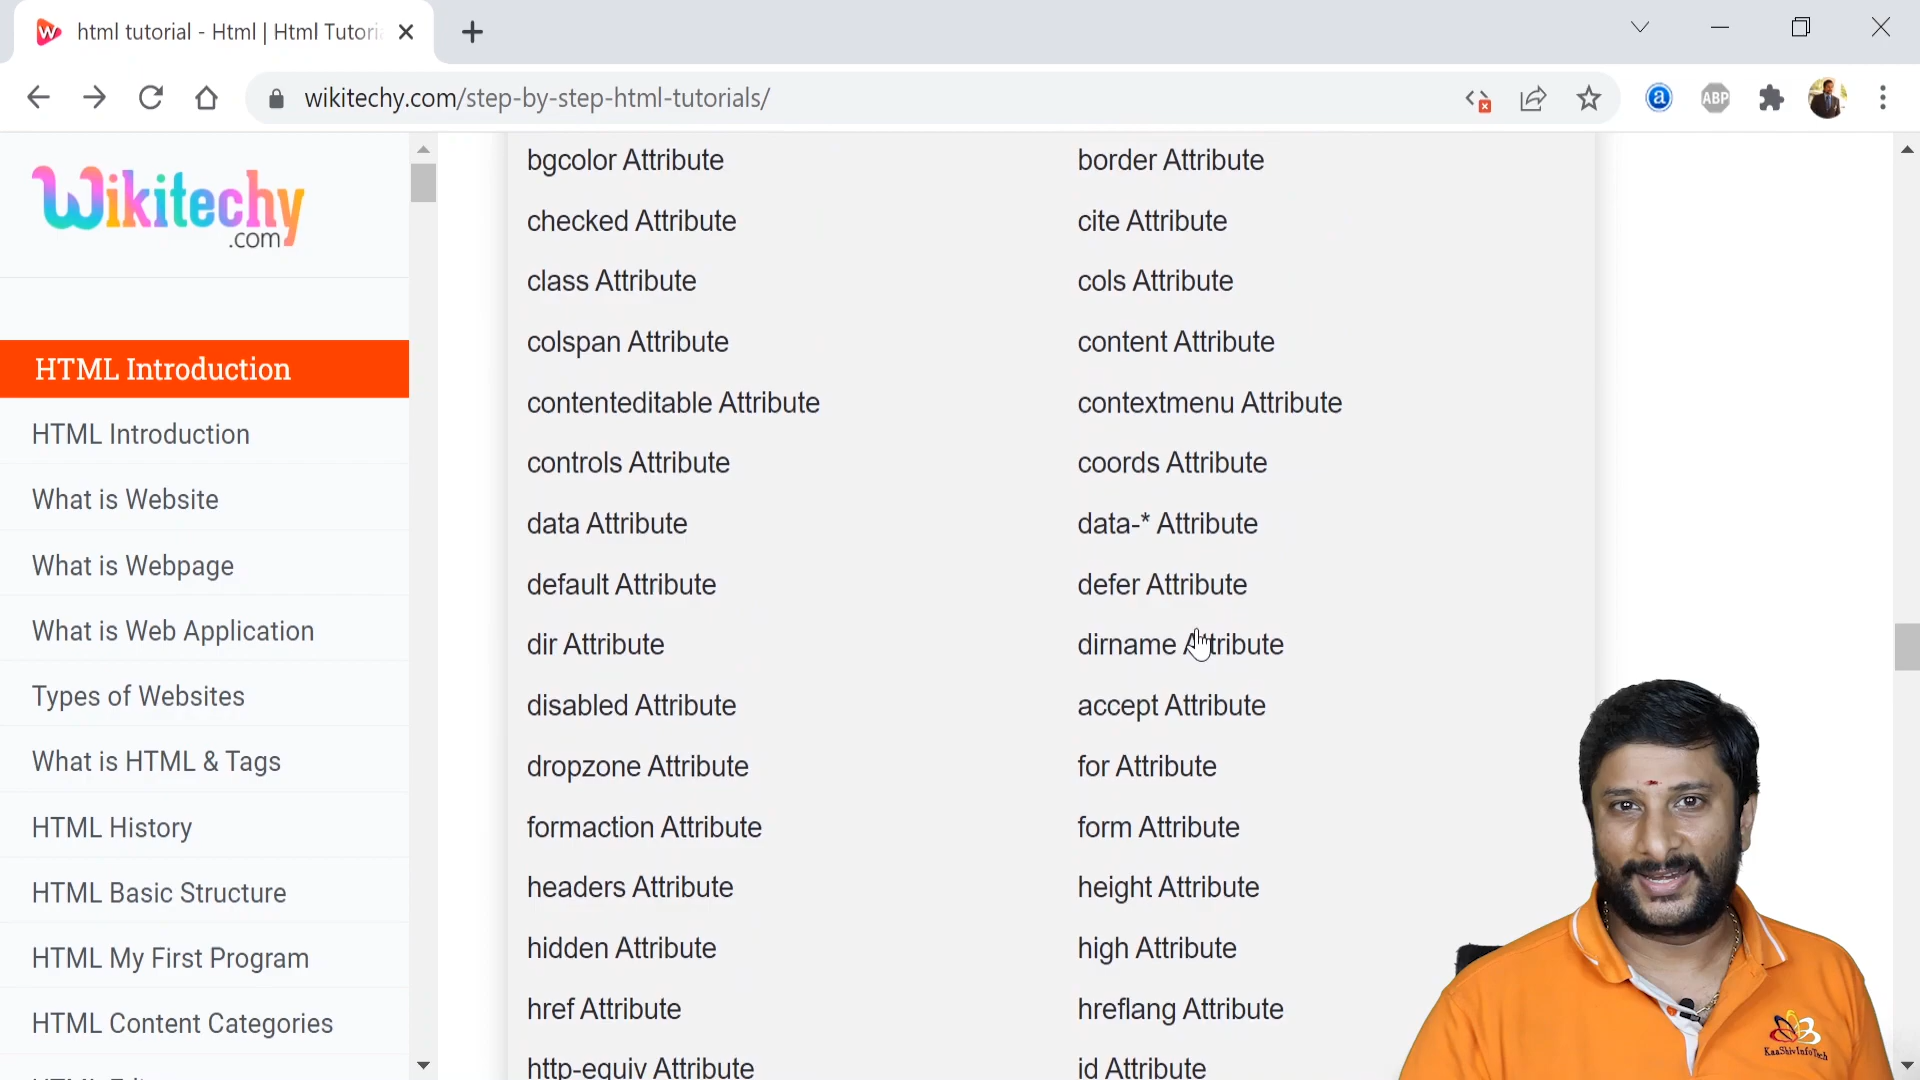 html tutorial - Html | Html Tutori
wikitechy.com/step-by-step-html-tutorials/
a
ABP
Wikitechy
.com
HTML Introduction
HTML Introduction
What is Website
What is Webpage
What is Web Application
Types of Websites
What is HTML & Tags
HTML History
HTML Basic Structure
HTML My First Program
HTML Content Categories
bgcolor Attribute border Attribute
checked Attribute cite Attribute
class Attribute cols Attribute
colspan Attribute content Attribute
contenteditable Attribute contextmenu Attribute
controls Attribute coords Attribute
data Attribute data-* Attribute
default Attribute defer Attribute
dir Attribute dirname Attribute
disabled Attribute accept Attribute
dropzone Attribute for Attribute
formaction Attribute form Attribute
headers Attribute height Attribute
hidden Attribute high Attribute
href Attribute hreflang Attribute
http-equiv Attribute id Attribute
KaaShiv InfoTech